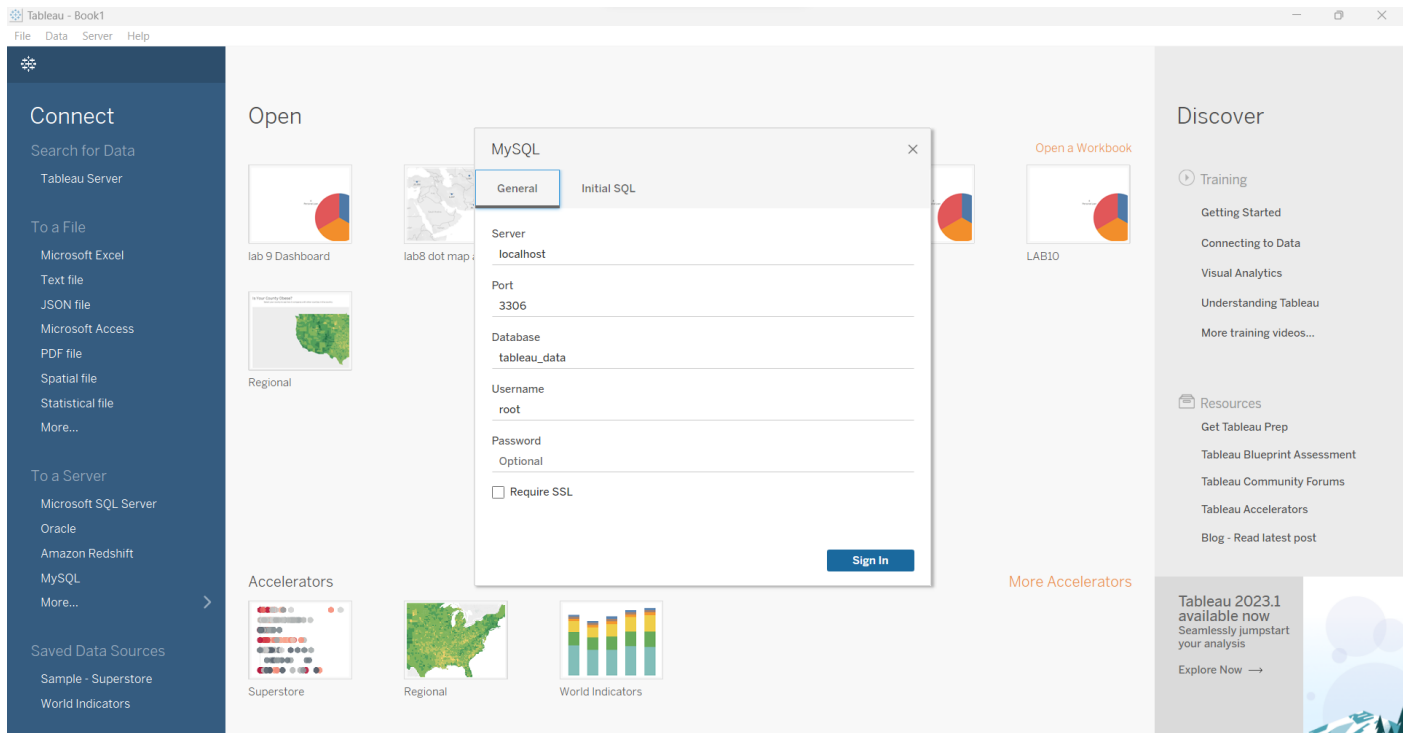 Tableau - Book1
File Data Server Help
Connect
Search for Data
Tableau Server
To a File
Microsoft Excel
Text file
JSON file
Microsoft Access
PDF file
Spatial file
Statistical file
More...
To a Server
Microsoft SQL Server
Oracle
Amazon Redshift
MySQL
More...
Saved Data Sources
Sample - Superstore
World Indicators
Open
Open a Workbook
lab 9 Dashboard
lab8 dot map
LAB10
Regional
MySQL
General
Initial SQL
Server
localhost
Port
3306
Database
tableau_data
Username
root
Password
Optional
Require SSL
Sign In
Accelerators
More Accelerators
Superstore
Regional
World Indicators
Discover
Training
Getting Started
Connecting to Data
Visual Analytics
Understanding Tableau
More training videos...
Resources
Get Tableau Prep
Tableau Blueprint Assessment
Tableau Community Forums
Tableau Accelerators
Blog - Read latest post
Tableau 2023.1
available now
Seamlessly jumpstart
your analysis
Explore Now →